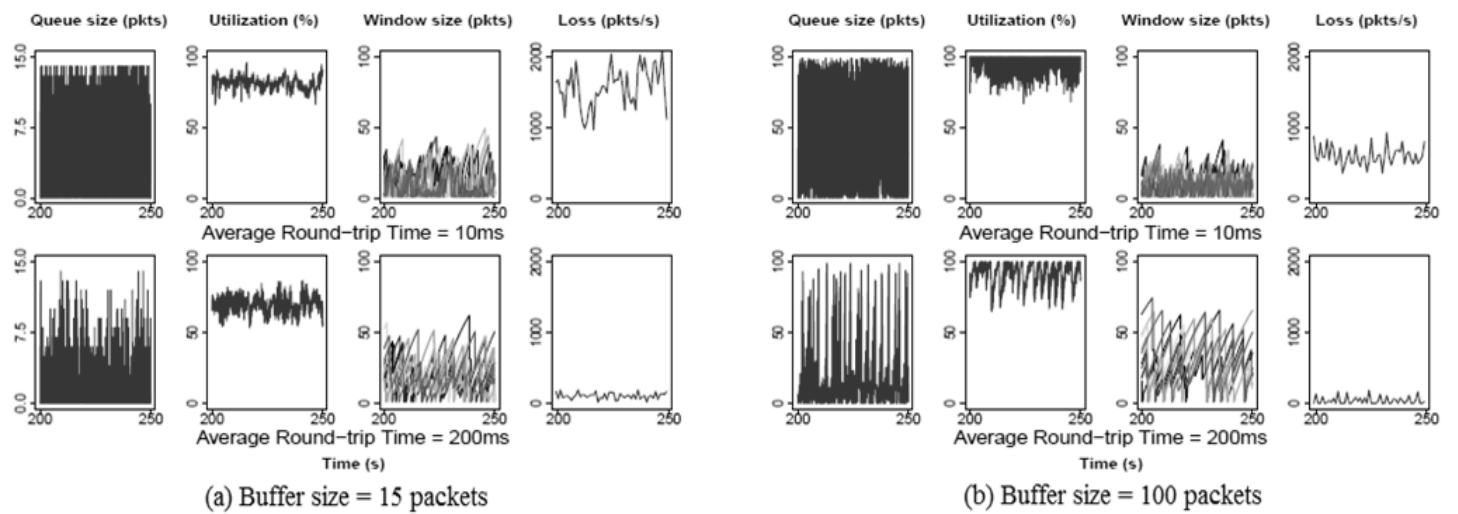 Queue size (pkts) Utilization (%) Window size (pkts) Loss (pkts/s)
0.0 7.5 15.0
0 50 100
0 50 100
0 1000 2000
200 250 200 250 200 250 200 250
Average Round−trip Time = 10ms
0.0 7.5 15.0
0 50 100
0 50 100
0 1000 2000
200 250 200 250 200 250 200 250
Average Round−trip Time = 200ms
Time (s)
(a) Buffer size = 15 packets
Queue size (pkts) Utilization (%) Window size (pkts) Loss (pkts/s)
0 50 100
0 50 100
0 50 100
0 1000 2000
200 250 200 250 200 250 200 250
Average Round−trip Time = 10ms
0 50 100
0 50 100
0 50 100
0 1000 2000
200 250 200 250 200 250 200 250
Average Round−trip Time = 200ms
Time (s)
(b) Buffer size = 100 packets